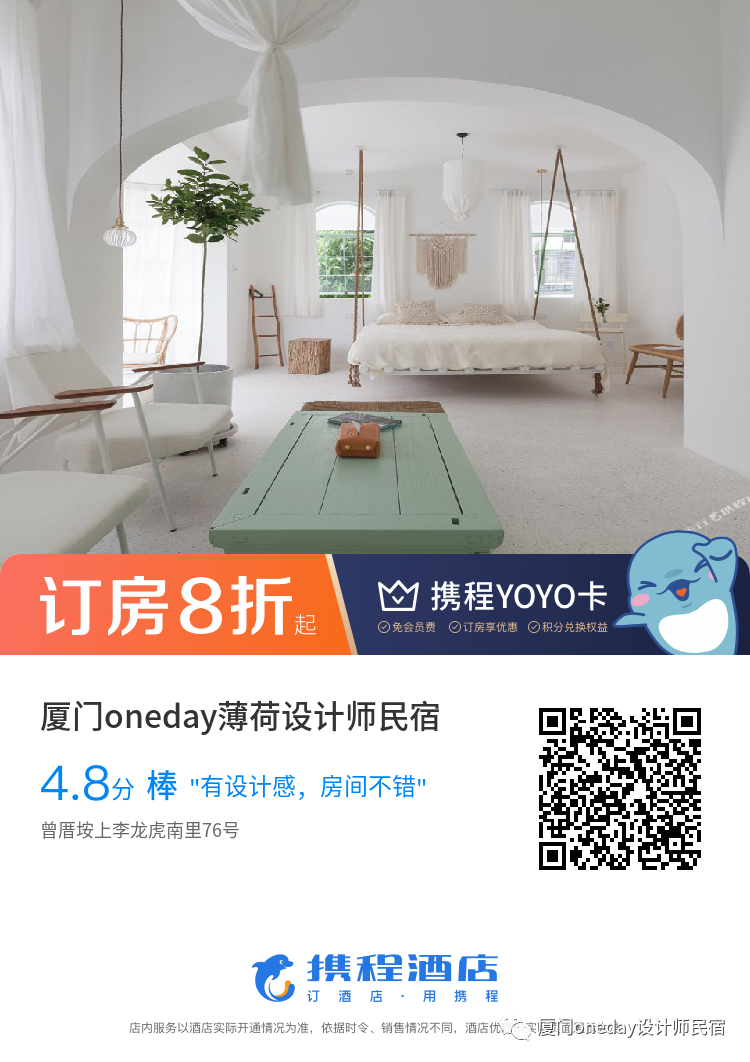 订房8折起
携程YOYO卡
免会员费 订房享优惠 积分兑换权益
厦门oneday薄荷设计师民宿
4.8分 棒 "有设计感，房间不错"
曾厝垵上李龙虎南里76号
携程酒店
订酒店·用携程
店内服务以酒店实际开通情况为准，依据时令、销售情况不同，酒店优
厦门oneday设计师民宿